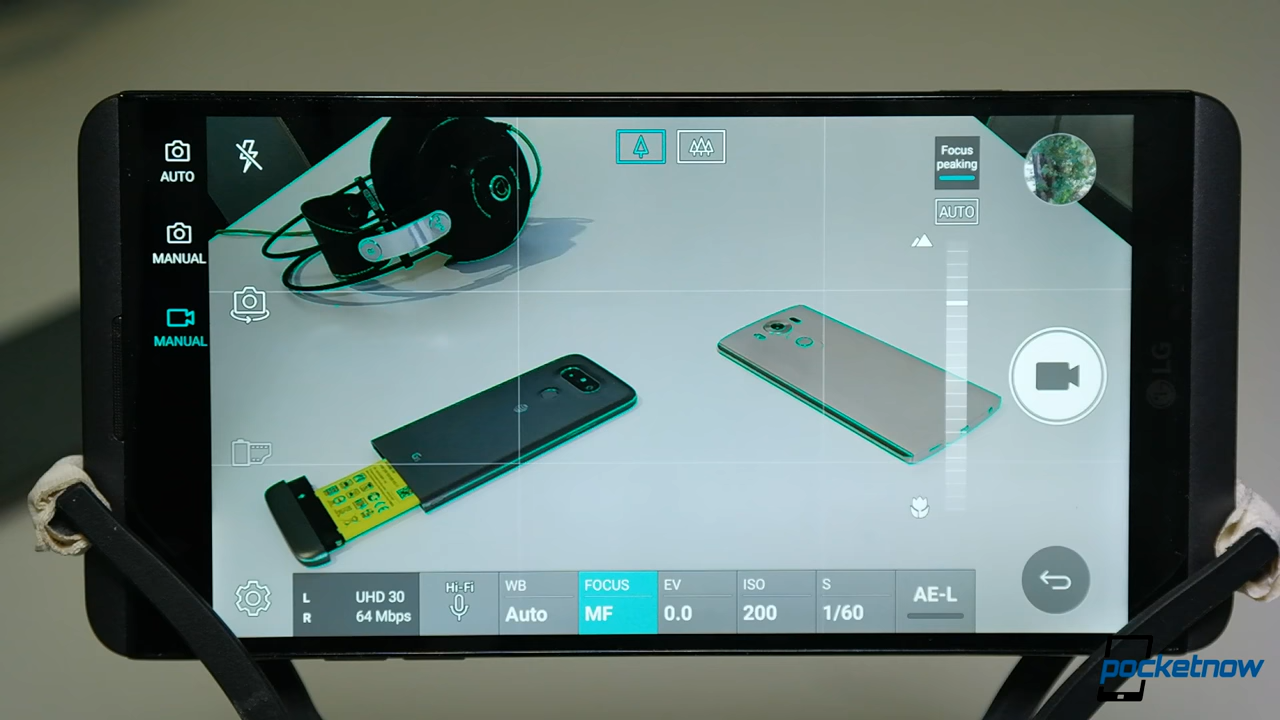 AUTO
MANUAL
MANUAL
Focus
peaking
AUTO
LG
L
R
UHD 30
64 Mbps
Hi-Fi
WB
Auto
FOCUS
MF
EV
0.0
ISO
200
S
1/60
AE-L
pocketnow